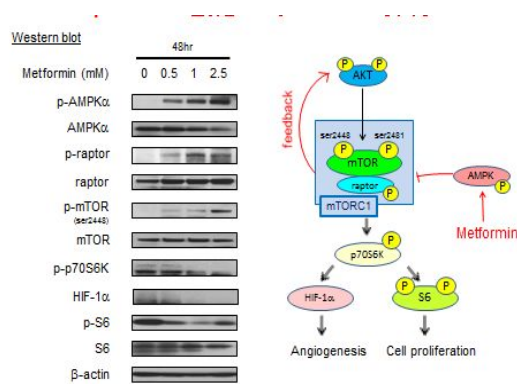 Western blot
48hr
Metformin (mM) 0 0.5 1 2.5
p-AMPKα
AMPKα
p-raptor
raptor
p-mTOR
(ser2448)
mTOR
p-p70S6K
HIF-1α
p-S6
S6
β-actin
P P
AKT
feedback
ser2448 ser2481
P P
mTOR
raptor
P
mTORC1
AMPK P
Metformin
P
p70S6K
HIF-1α
P P
S6
Angiogenesis Cell proliferation